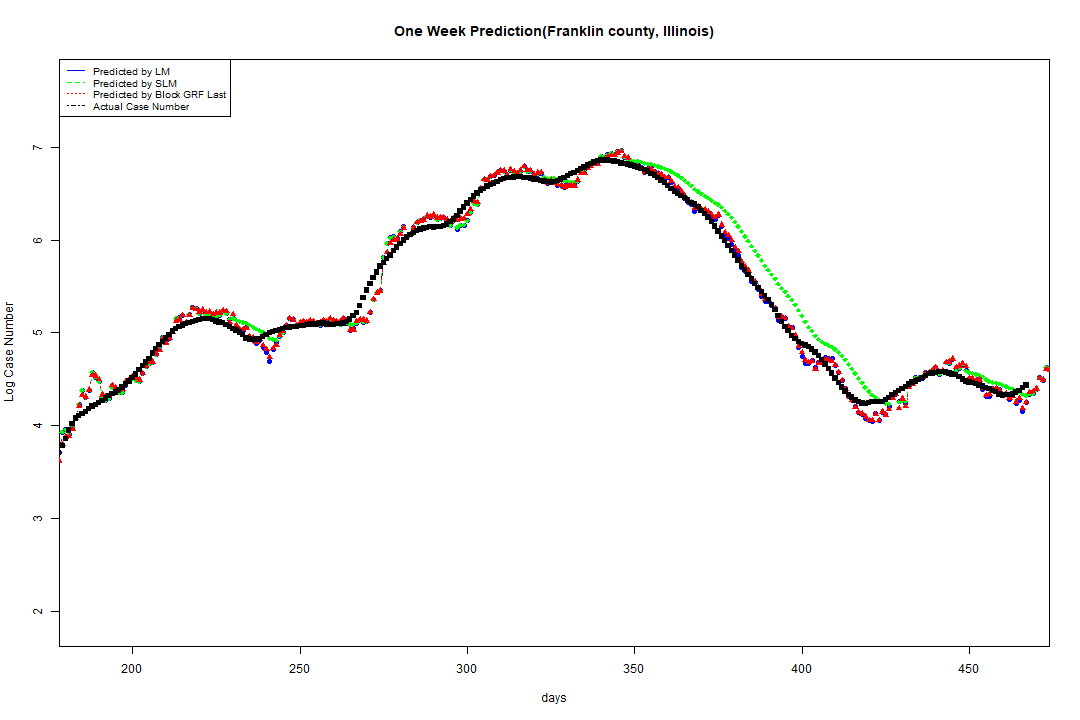 One Week Prediction(Franklin county, Illinois)
Predicted by LM
Predicted by SLM
Predicted by Block GRF Last
Actual Case Number
Log Case Number
7
6
5
4
3
2
200 250 300 350 400 450
days